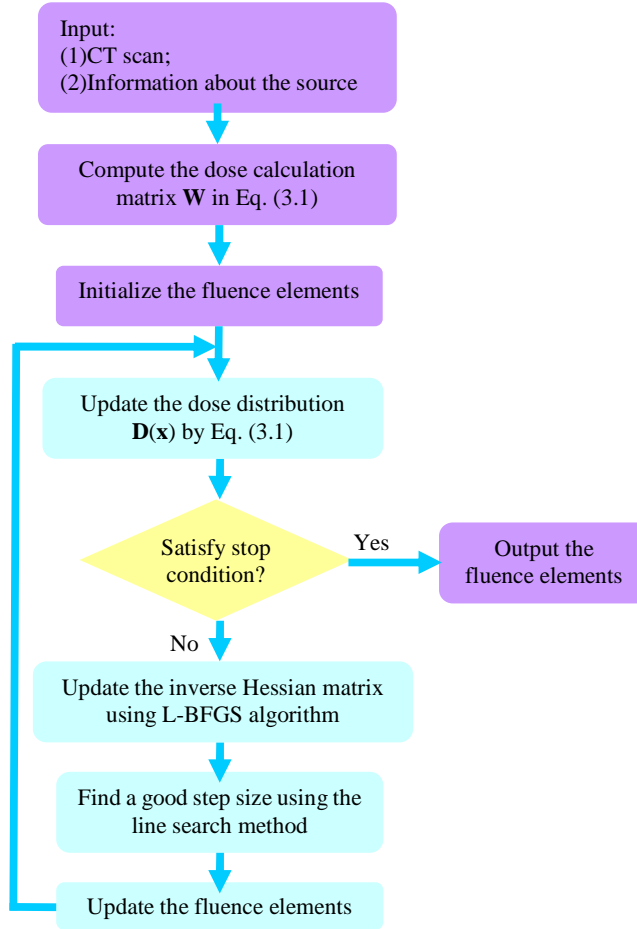 Input:
(1)CT scan;
(2)Information about the source
Compute the dose calculation
matrix W in Eq. (3.1)
Initialize the fluence elements
Update the dose distribution
D(x) by Eq. (3.1)
Satisfy stop
condition?
Yes
Output the
fluence elements
No
Update the inverse Hessian matrix
using L-BFGS algorithm
Find a good step size using the
line search method
Update the fluence elements